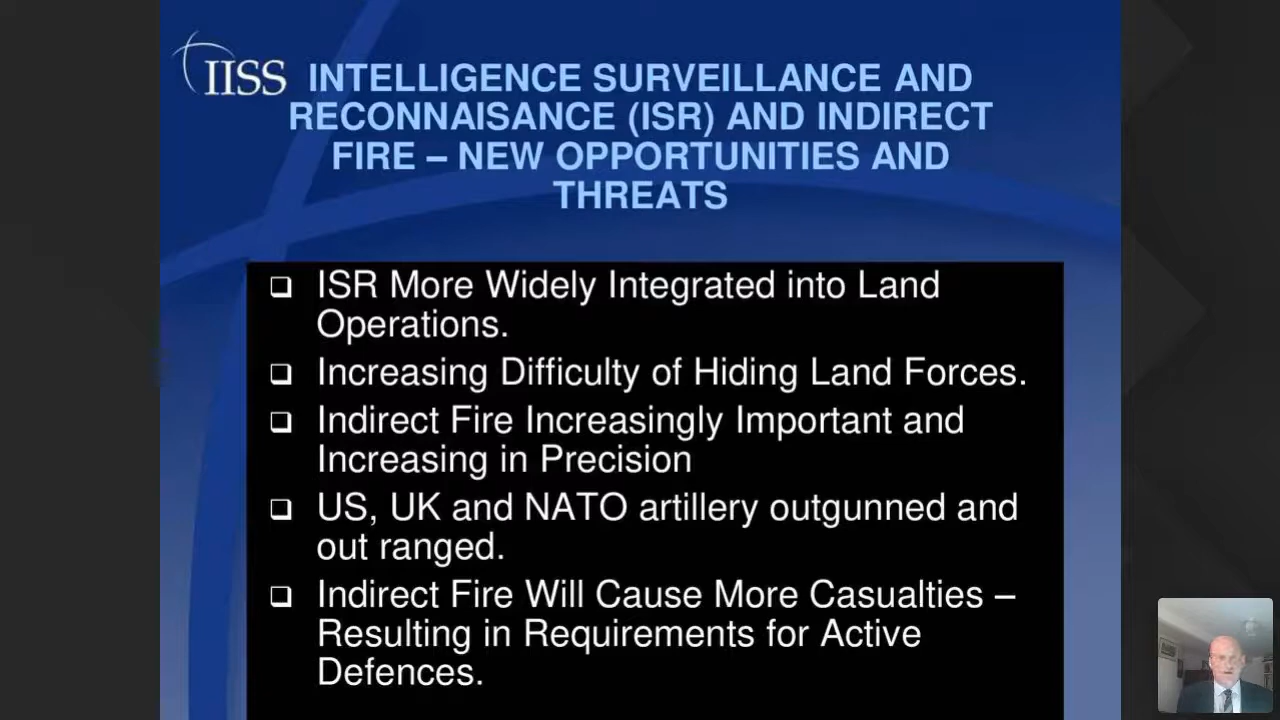 IISS
INTELLIGENCE SURVEILLANCE AND
RECONNAISANCE (ISR) AND INDIRECT
FIRE – NEW OPPORTUNITIES AND
THREATS
ISR More Widely Integrated into Land
Operations.
Increasing Difficulty of Hiding Land Forces.
Indirect Fire Increasingly Important and
Increasing in Precision
US, UK and NATO artillery outgunned and
out ranged.
Indirect Fire Will Cause More Casualties –
Resulting in Requirements for Active
Defences.